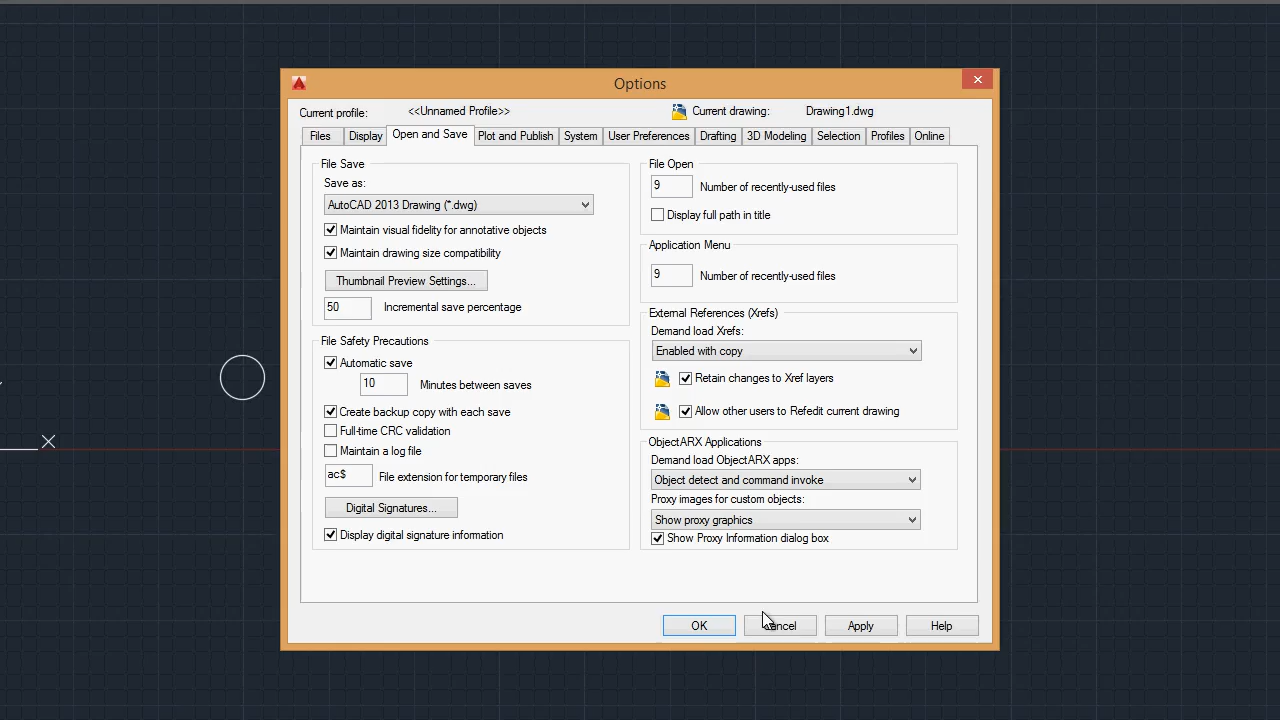 Options
Current profile: <<Unnamed Profile>> Current drawing: Drawing1.dwg
Files Display Open and Save Plot and Publish System User Preferences Drafting 3D Modeling Selection Profiles Online
File Save
Save as:
AutoCAD 2013 Drawing (*.dwg)
Maintain visual fidelity for annotative objects
Maintain drawing size compatibility
Thumbnail Preview Settings...
50 Incremental save percentage
File Safety Precautions
Automatic save
10 Minutes between saves
Create backup copy with each save
Full-time CRC validation
Maintain a log file
ac$ File extension for temporary files
Digital Signatures...
Display digital signature information
File Open
9 Number of recently-used files
Display full path in title
Application Menu
9 Number of recently-used files
External References (Xrefs)
Demand load Xrefs:
Enabled with copy
Retain changes to Xref layers
Allow other users to Refedit current drawing
ObjectARX Applications
Demand load ObjectARX apps:
Object detect and command invoke
Proxy images for custom objects:
Show proxy graphics
Show Proxy Information dialog box
OK Cancel Apply Help